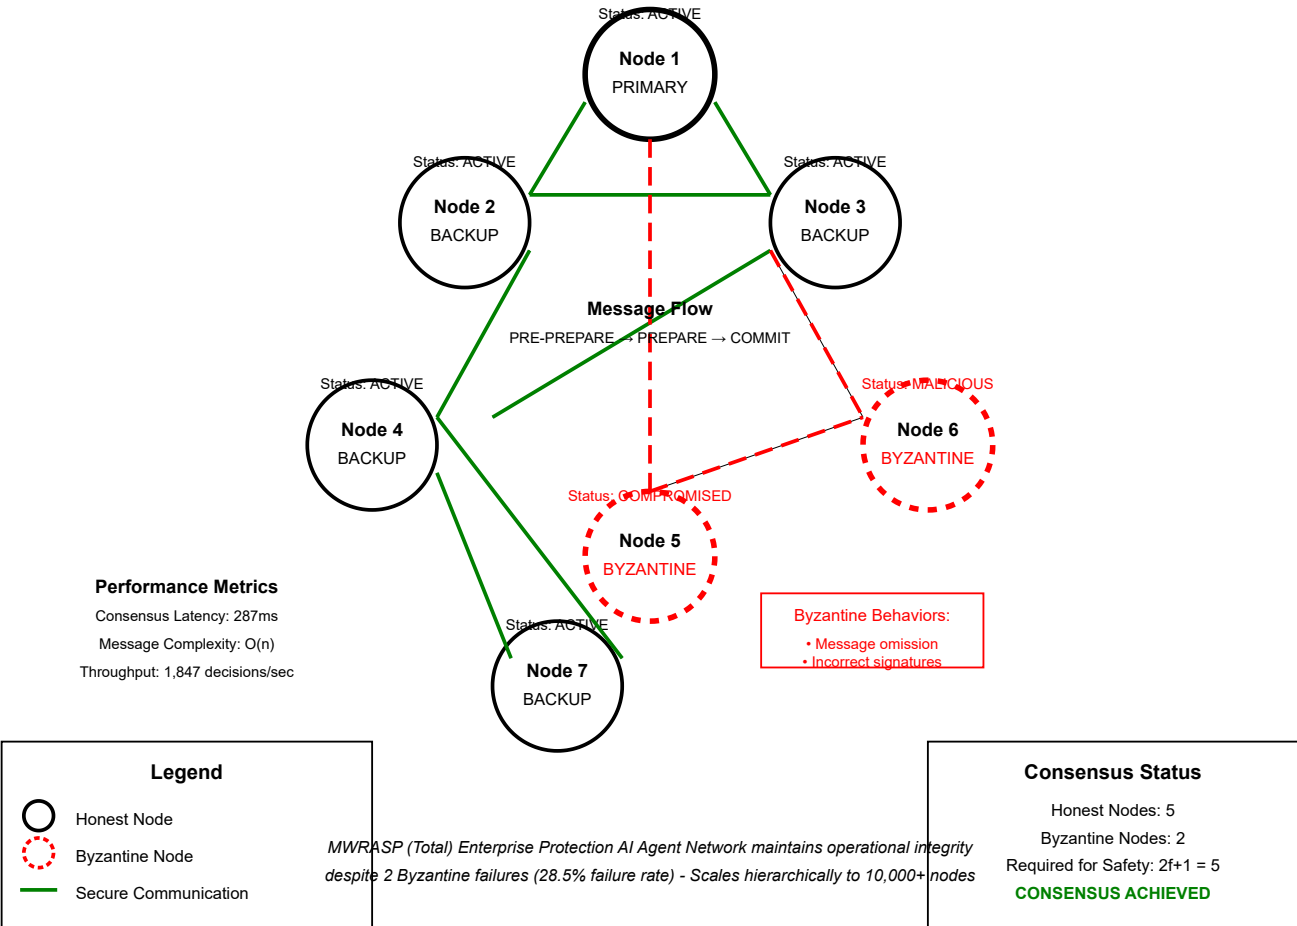 Status: ACTIVE
Node 1
PRIMARY
Status: ACTIVE
Node 2
BACKUP
Status: ACTIVE
Node 3
BACKUP
Message Flow
PRE-PREPARE → PREPARE → COMMIT
Status: ACTIVE
Node 4
BACKUP
Status: MALICIOUS
Node 6
BYZANTINE
Status: COMPROMISED
Node 5
BYZANTINE
Performance Metrics
Consensus Latency: 287ms
Message Complexity: O(n)
Throughput: 1,847 decisions/sec
Byzantine Behaviors:
• Message omission
• Incorrect signatures
Status: ACTIVE
Node 7
BACKUP
Legend
Honest Node
Byzantine Node
Secure Communication
MWRASP (Total) Enterprise Protection AI Agent Network maintains operational integrity
despite 2 Byzantine failures (28.5% failure rate) - Scales hierarchically to 10,000+ nodes
Consensus Status
Honest Nodes: 5
Byzantine Nodes: 2
Required for Safety: 2f+1 = 5
CONSENSUS ACHIEVED